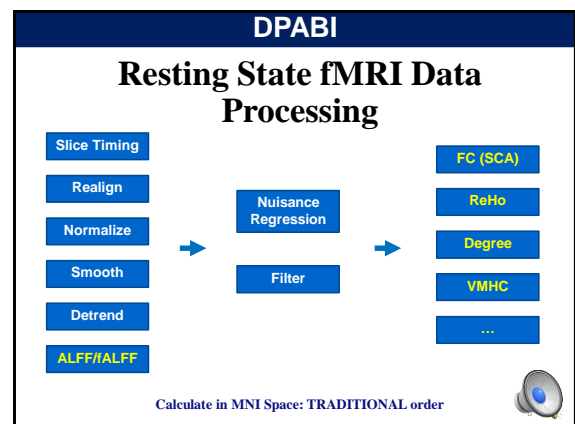 DPABI
Resting State fMRI Data
Processing
Slice Timing
Realign
Normalize
Smooth
Detrend
ALFF/fALFF
Nuisance
Regression
Filter
FC (SCA)
ReHo
Degree
VMHC
...
Calculate in MNI Space: TRADITIONAL order